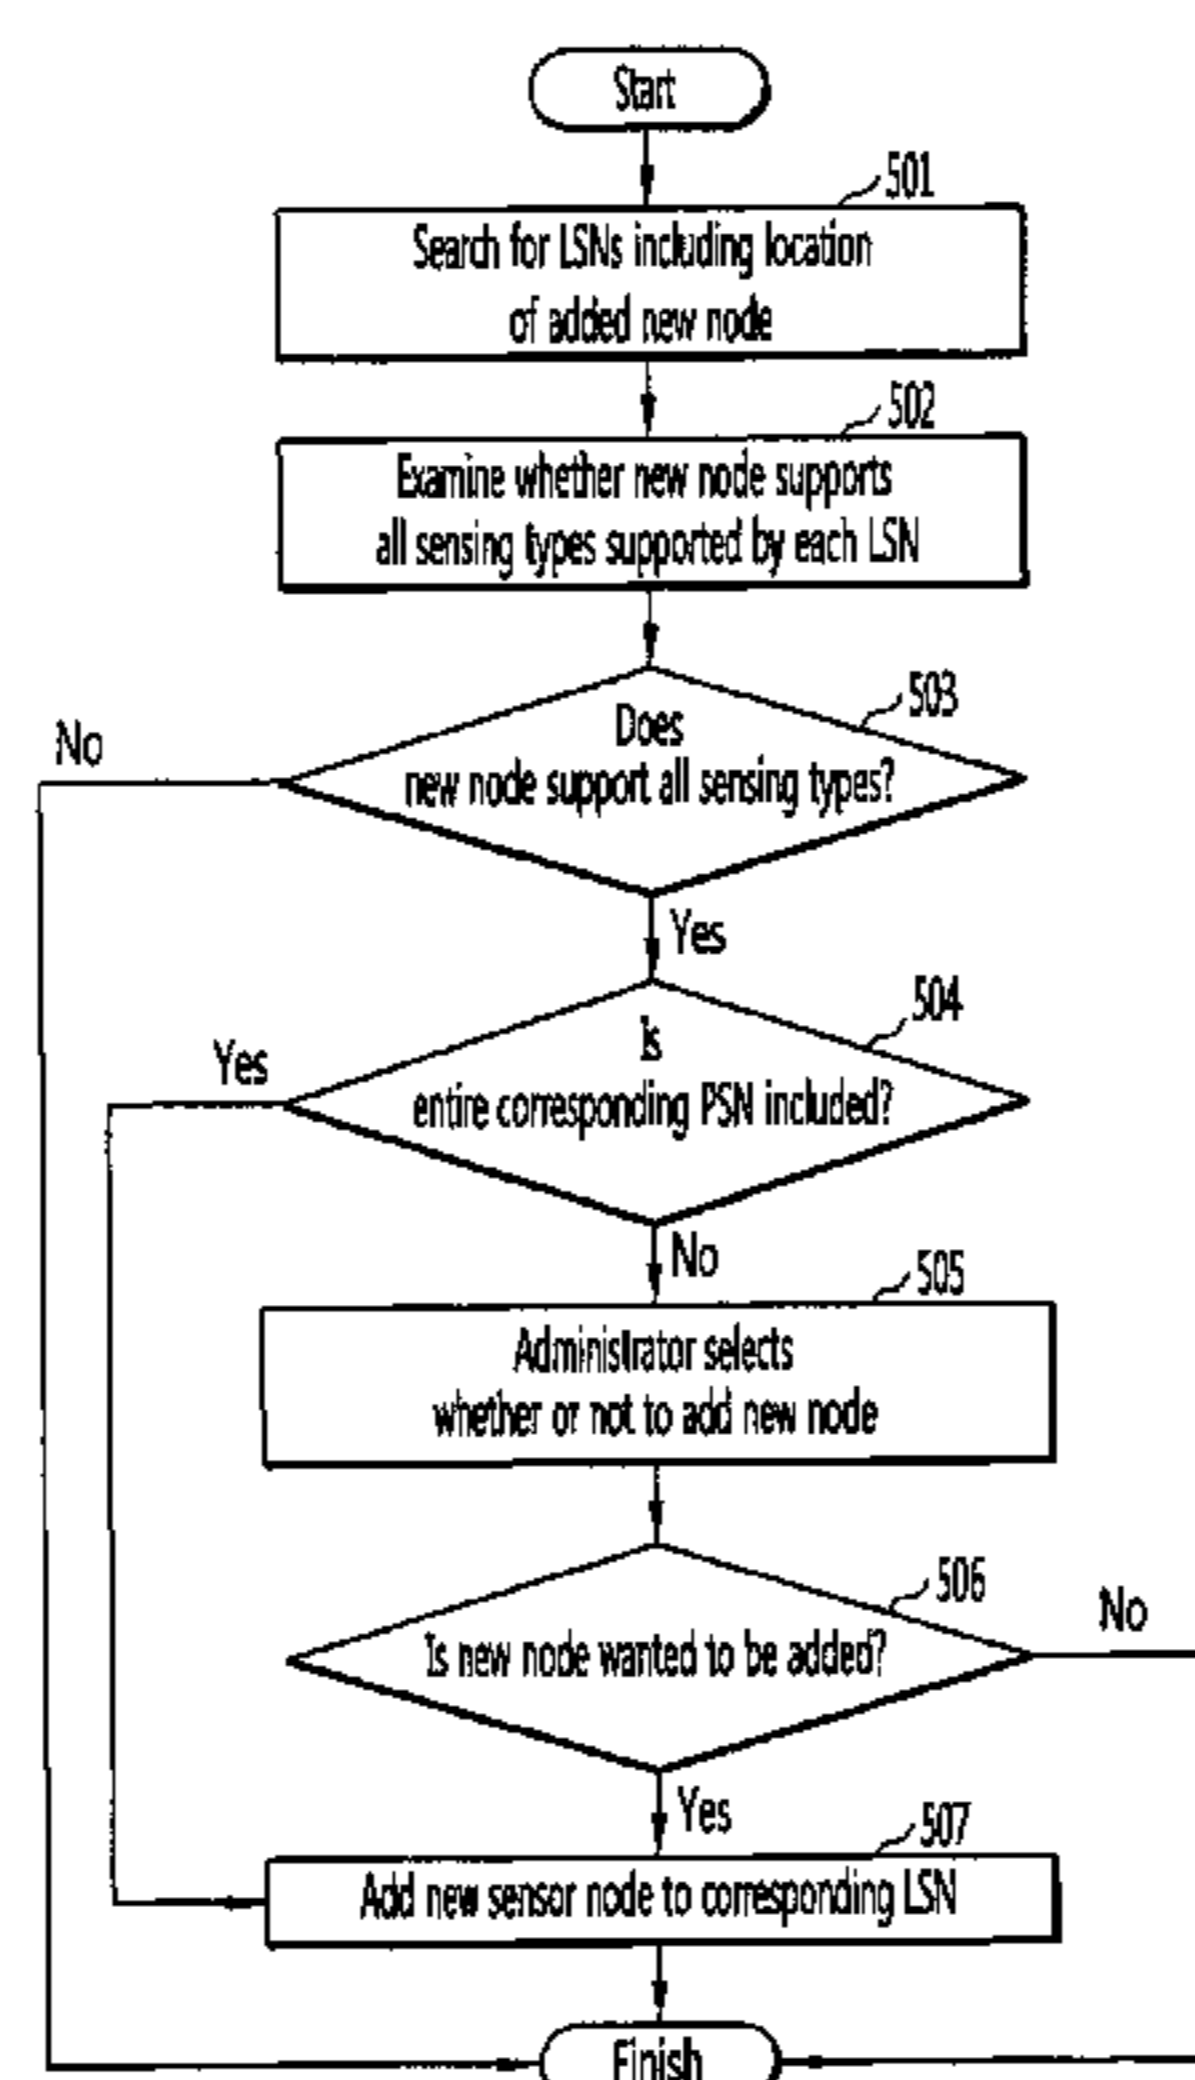 Start
501
Search for LSNs including location
of added new node
502
Examine whether new node supports
all sensing types supported by each LSN
503
No
Does
new node support all sensing types?
Yes
504
Yes
Is
entire corresponding PSN included?
No
505
Administrator selects
whether or not to add new node
506
No
Is new node wanted to be added?
Yes
507
Add new sensor node to corresponding LSN
Finish